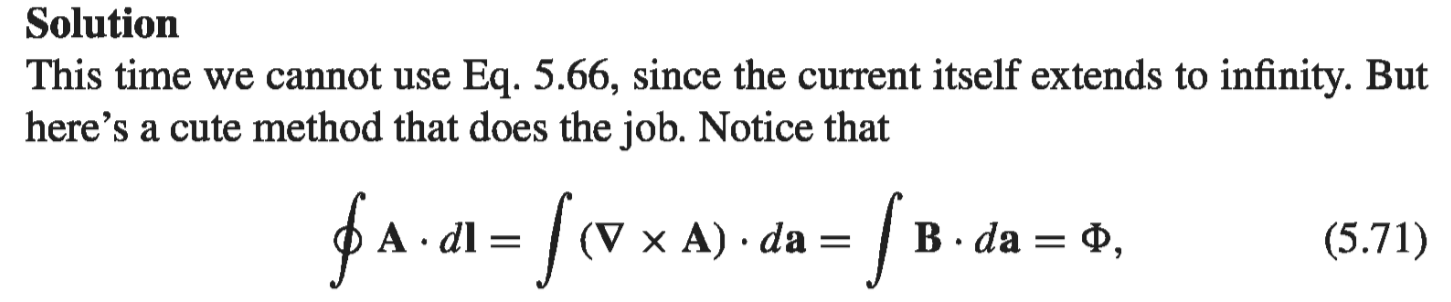 Solution
This time we cannot use Eq. 5.66, since the current itself extends to infinity. But
here’s a cute method that does the job. Notice that
∮ A · dl = ∫ (∇ × A) · da = ∫ B · da = Φ, (5.71)